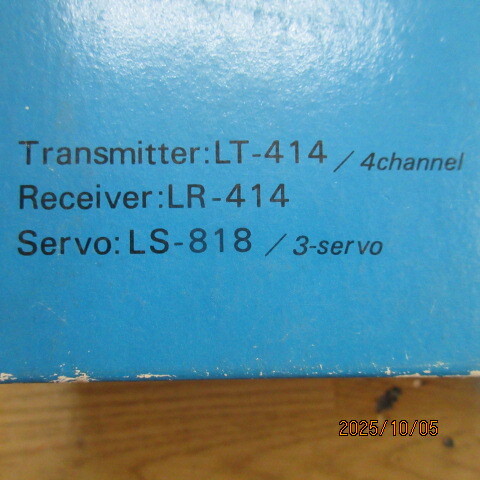 Transmitter:LT-414 / 4channel
Receiver:LR-414
Servo:LS-818 / 3-servo
2025/10/05